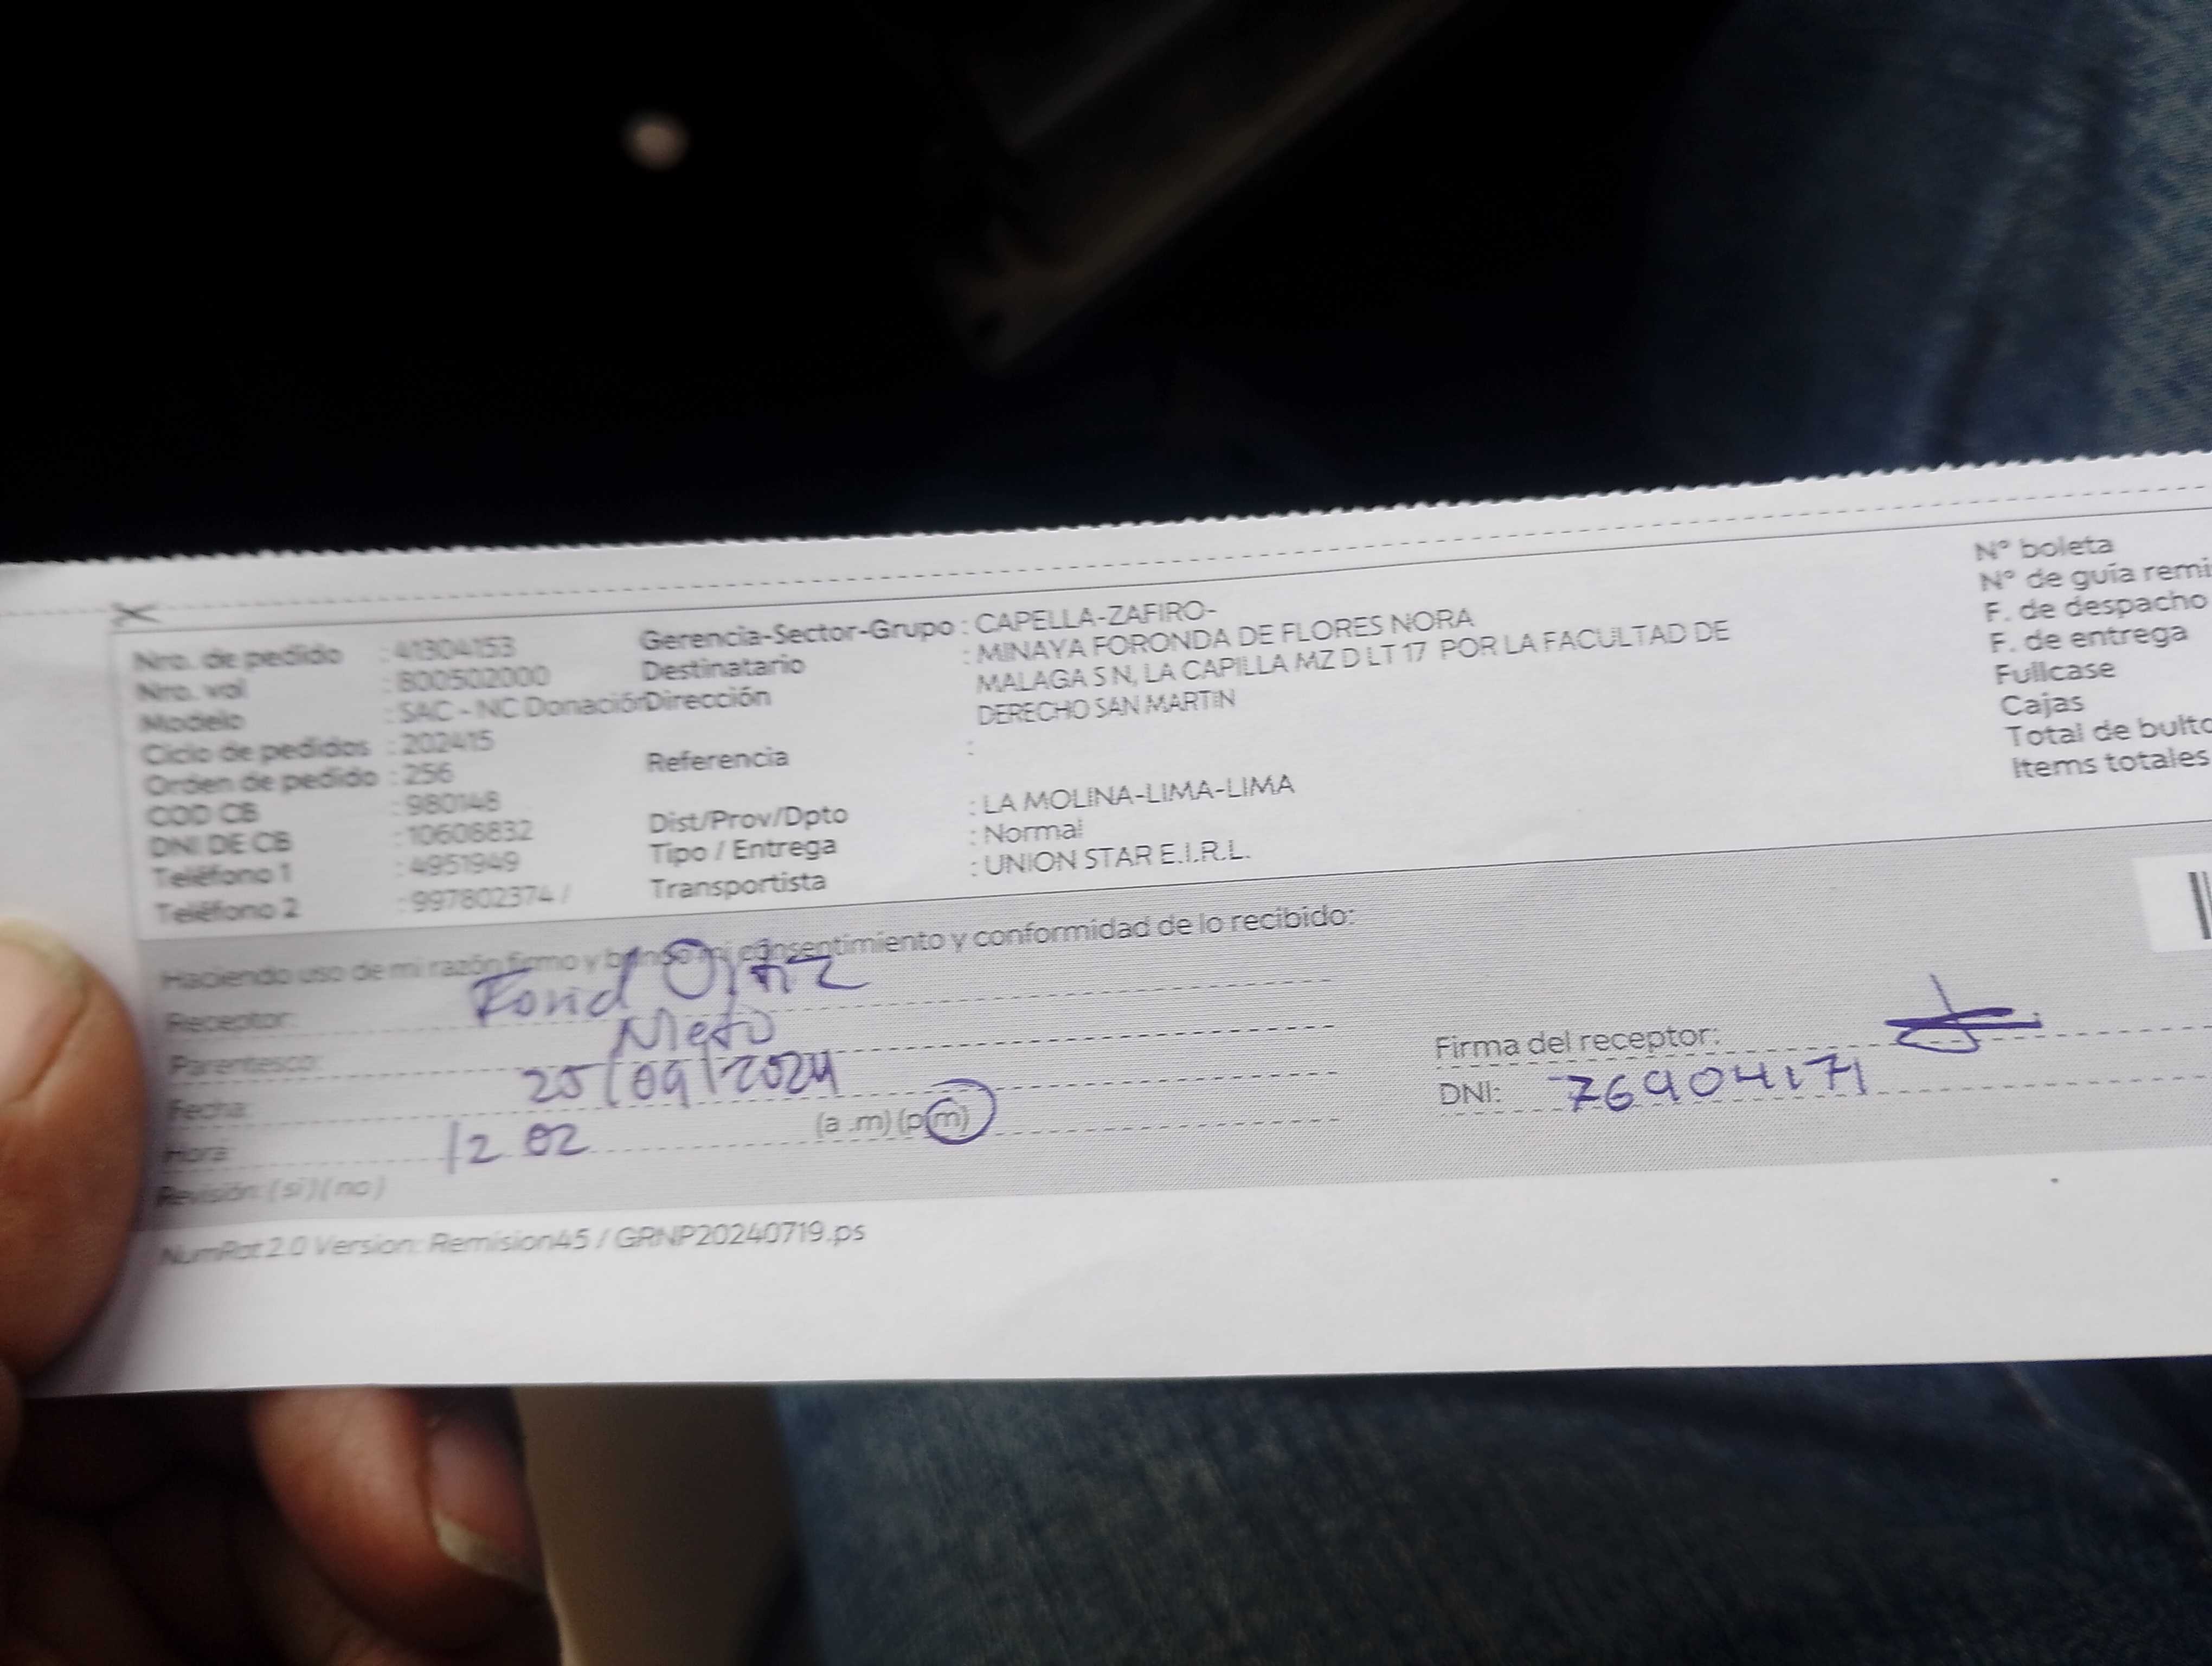 Nro. de pedido : 41304153
Nro. vol : 800502000
Modelo : SAC - NC Donación
Ciclo de pedidos : 202415
Orden de pedido : 256
COD CB : 980148
DNI DE CB : 10608832
Teléfono 1 : 4951949
Teléfono 2 : 997802374 /
Gerencia-Sector-Grupo : CAPELLA-ZAFIRO-
Destinatario : MINAYA FORONDA DE FLORES NORA
Dirección MALAGA S N, LA CAPILLA MZ D LT 17 POR LA FACULTAD DE
DERECHO SAN MARTIN
Referencia :
Dist/Prov/Dpto : LA MOLINA-LIMA-LIMA
Tipo / Entrega : Normal
Transportista : UNION STAR E.I.R.L.
N° boleta
N° de guía remi
F. de despacho
F. de entrega
Fullcase
Cajas
Total de bulto
Items totales
Haciendo uso de mi razón firmo y brindo mi consentimiento y conformidad de lo recibido:
Receptor:
Parentesco: Nieto
Fecha: 25/09/2024
Hora: 12 02 (a .m) (p.m)
Revisión: (si) (no)
Firma del receptor:
DNI: 76904171
NumRat 2.0 Version: Remision45 / GRNP20240719.ps